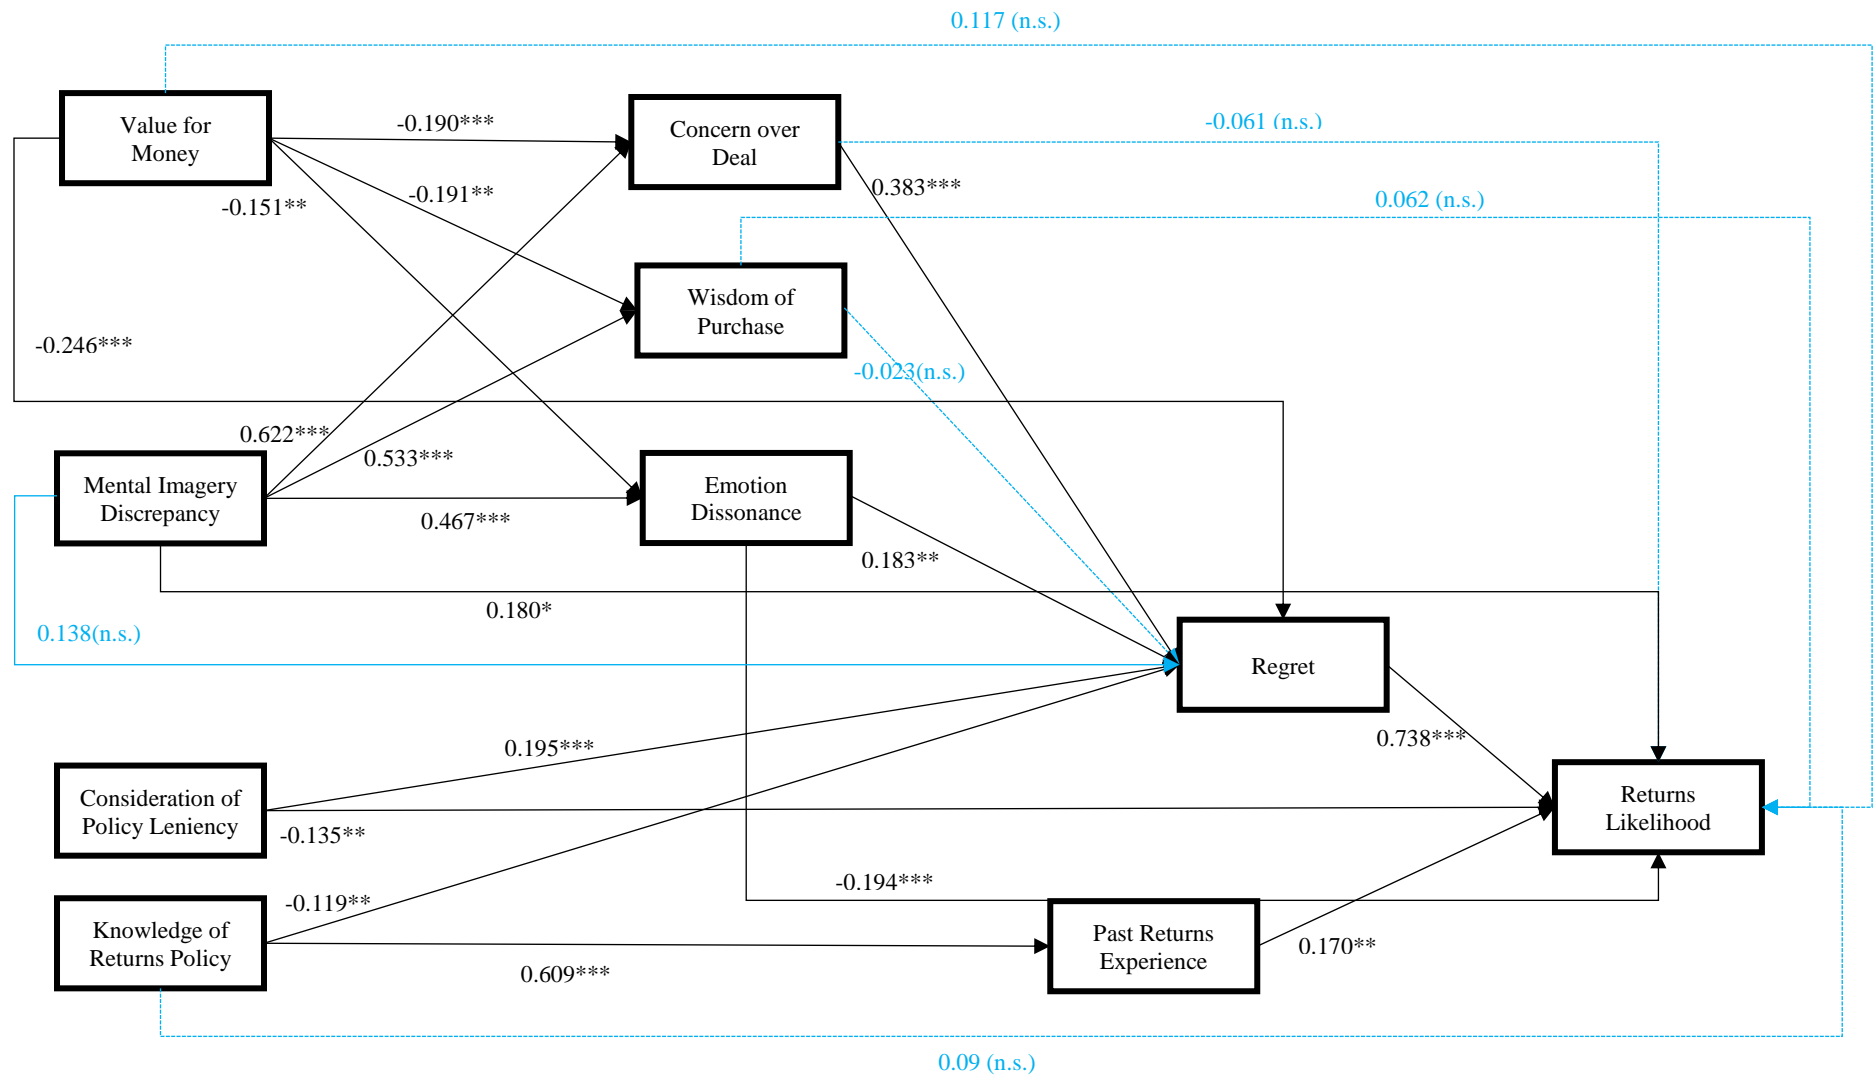 0.117 (n.s.)
Value for
Money
-0.190***
Concern over
Deal
-0.061 (n.s.)
-0.151**
-0.191**
0.383***
0.062 (n.s.)
Wisdom of
Purchase
-0.246***
-0.023(n.s.)
0.622***
0.533***
Mental Imagery
Discrepancy
0.467***
Emotion
Dissonance
0.183**
0.180*
0.138(n.s.)
Regret
0.195***
0.738***
Consideration of
Policy Leniency
-0.135**
Returns
Likelihood
-0.194***
-0.119**
Knowledge of
Returns Policy
0.609***
Past Returns
Experience
0.170**
0.09 (n.s.)